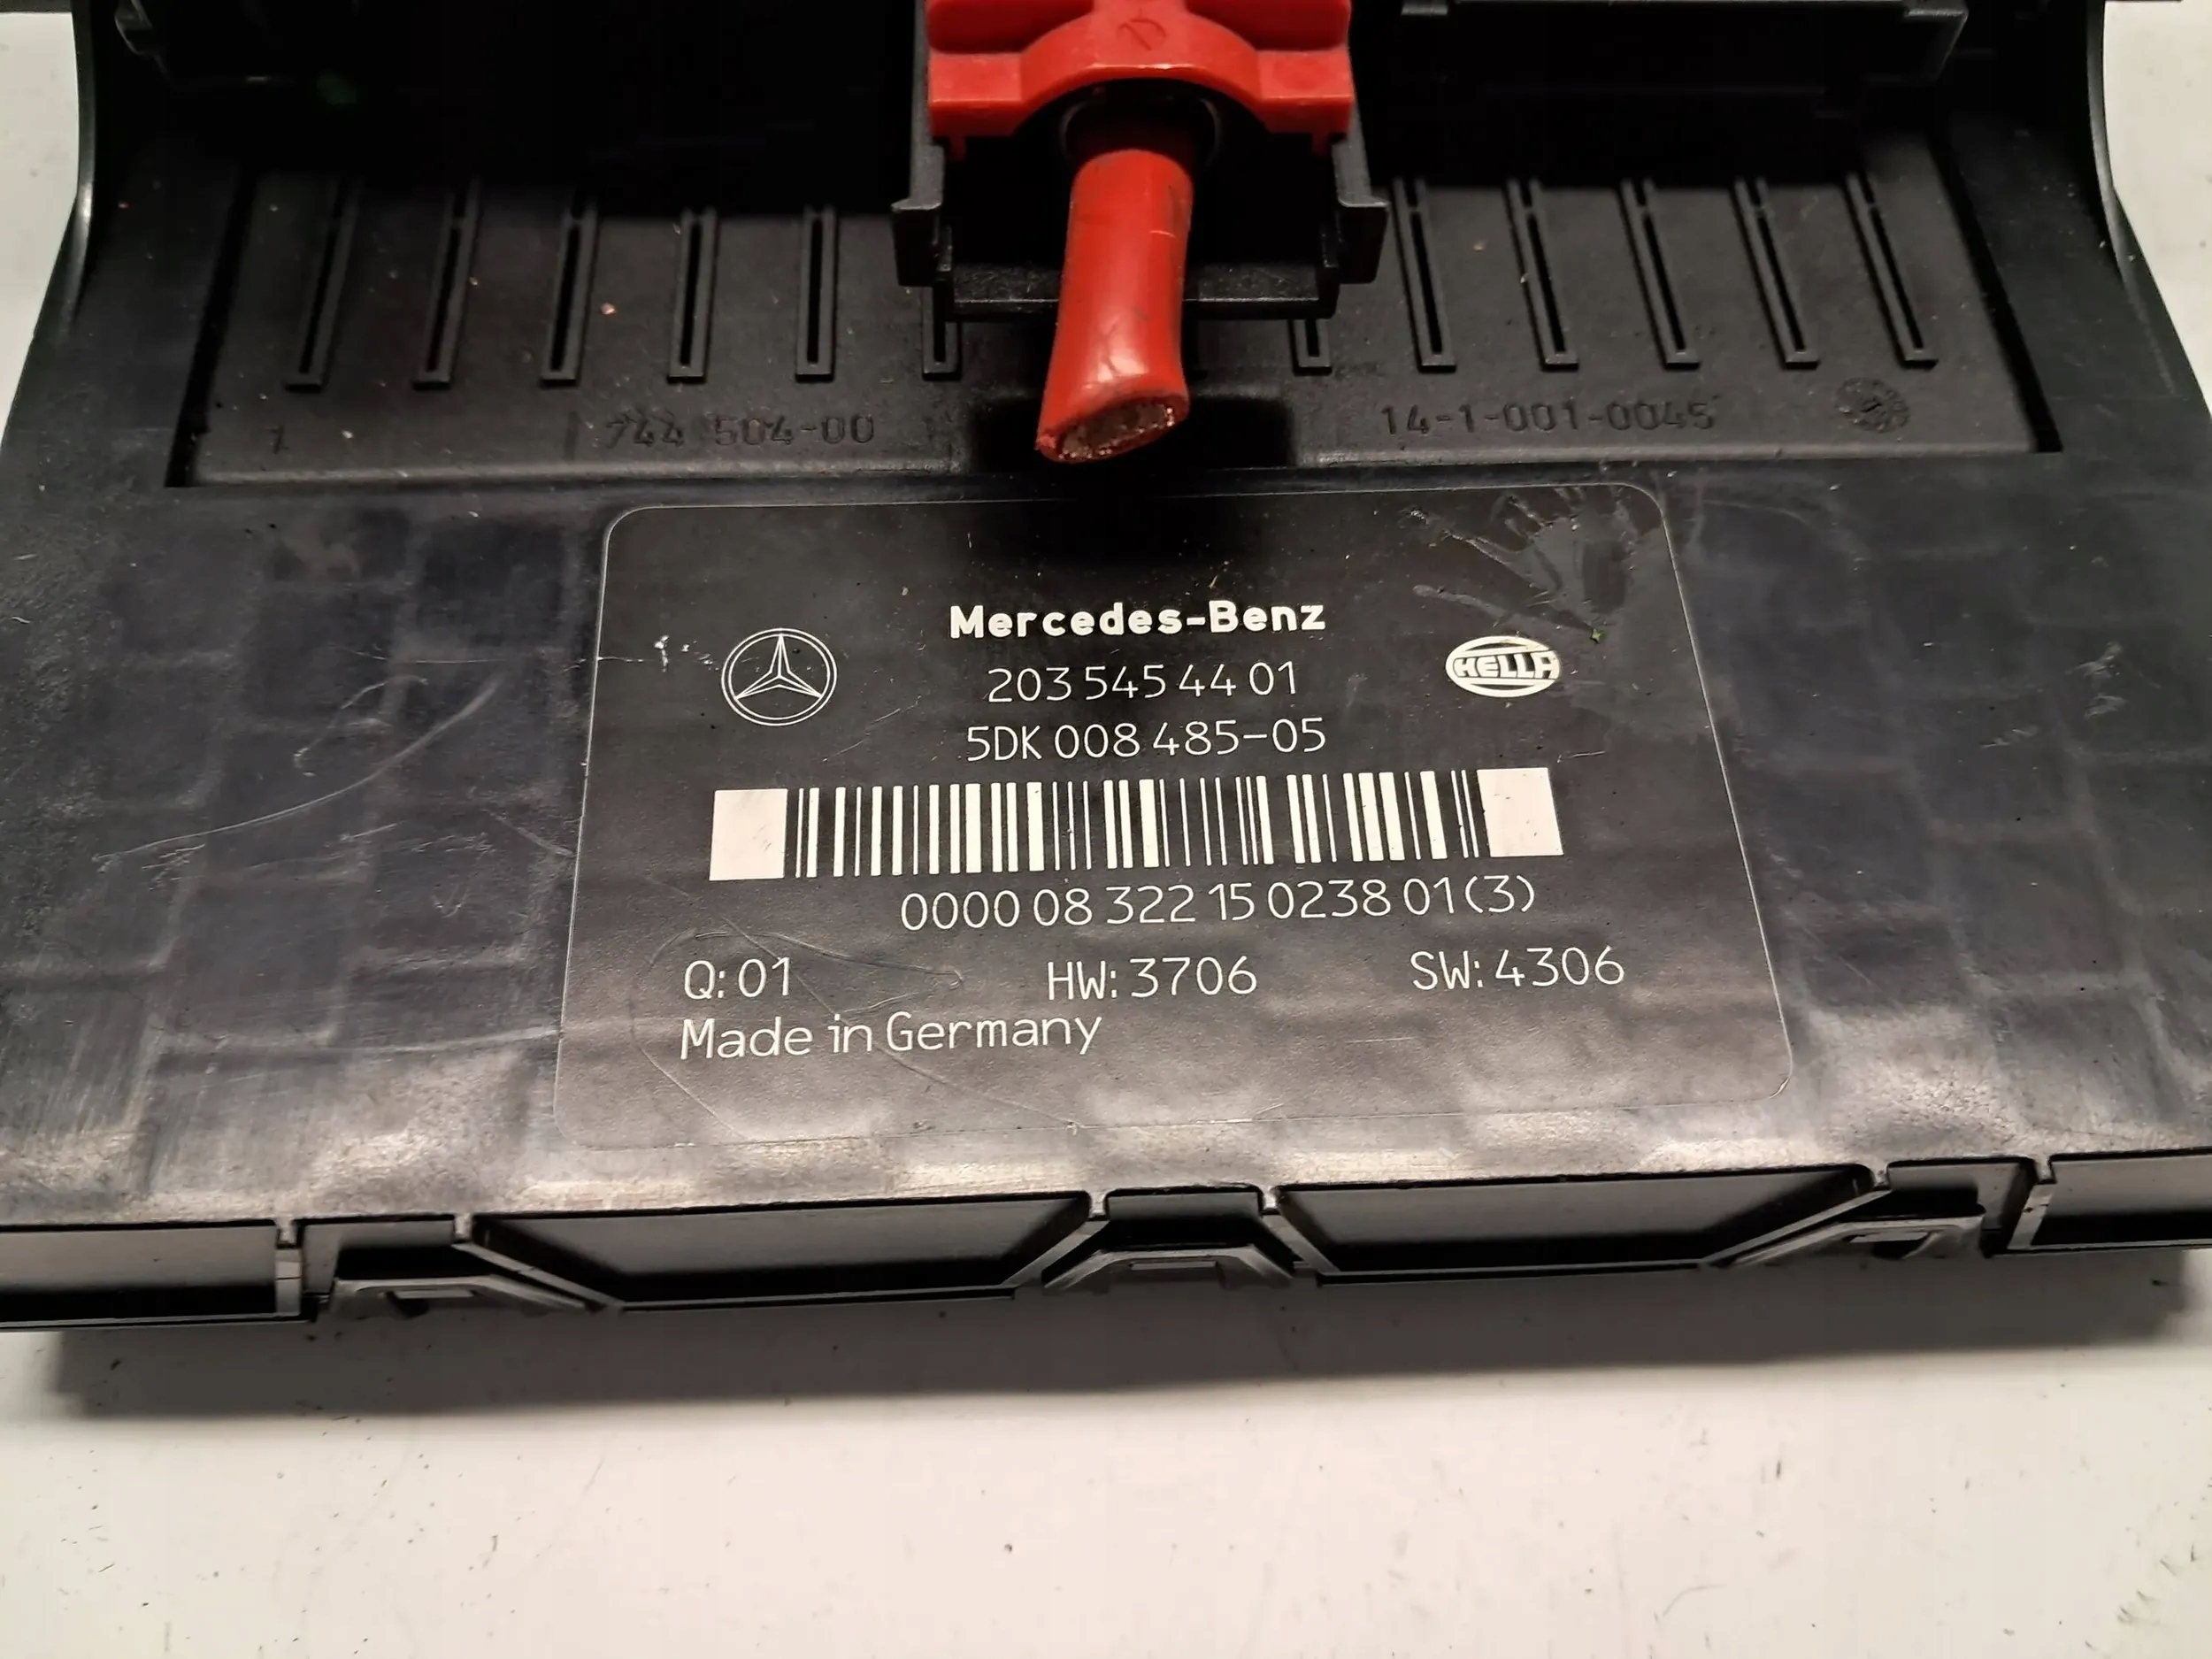 744 504-00
14-1-001-0045
Mercedes-Benz
203 545 44 01
HELLA
5DK 008 485-05
0000 08 322 15 0238 01 (3)
Q: 01 HW: 3706 SW: 4306
Made in Germany